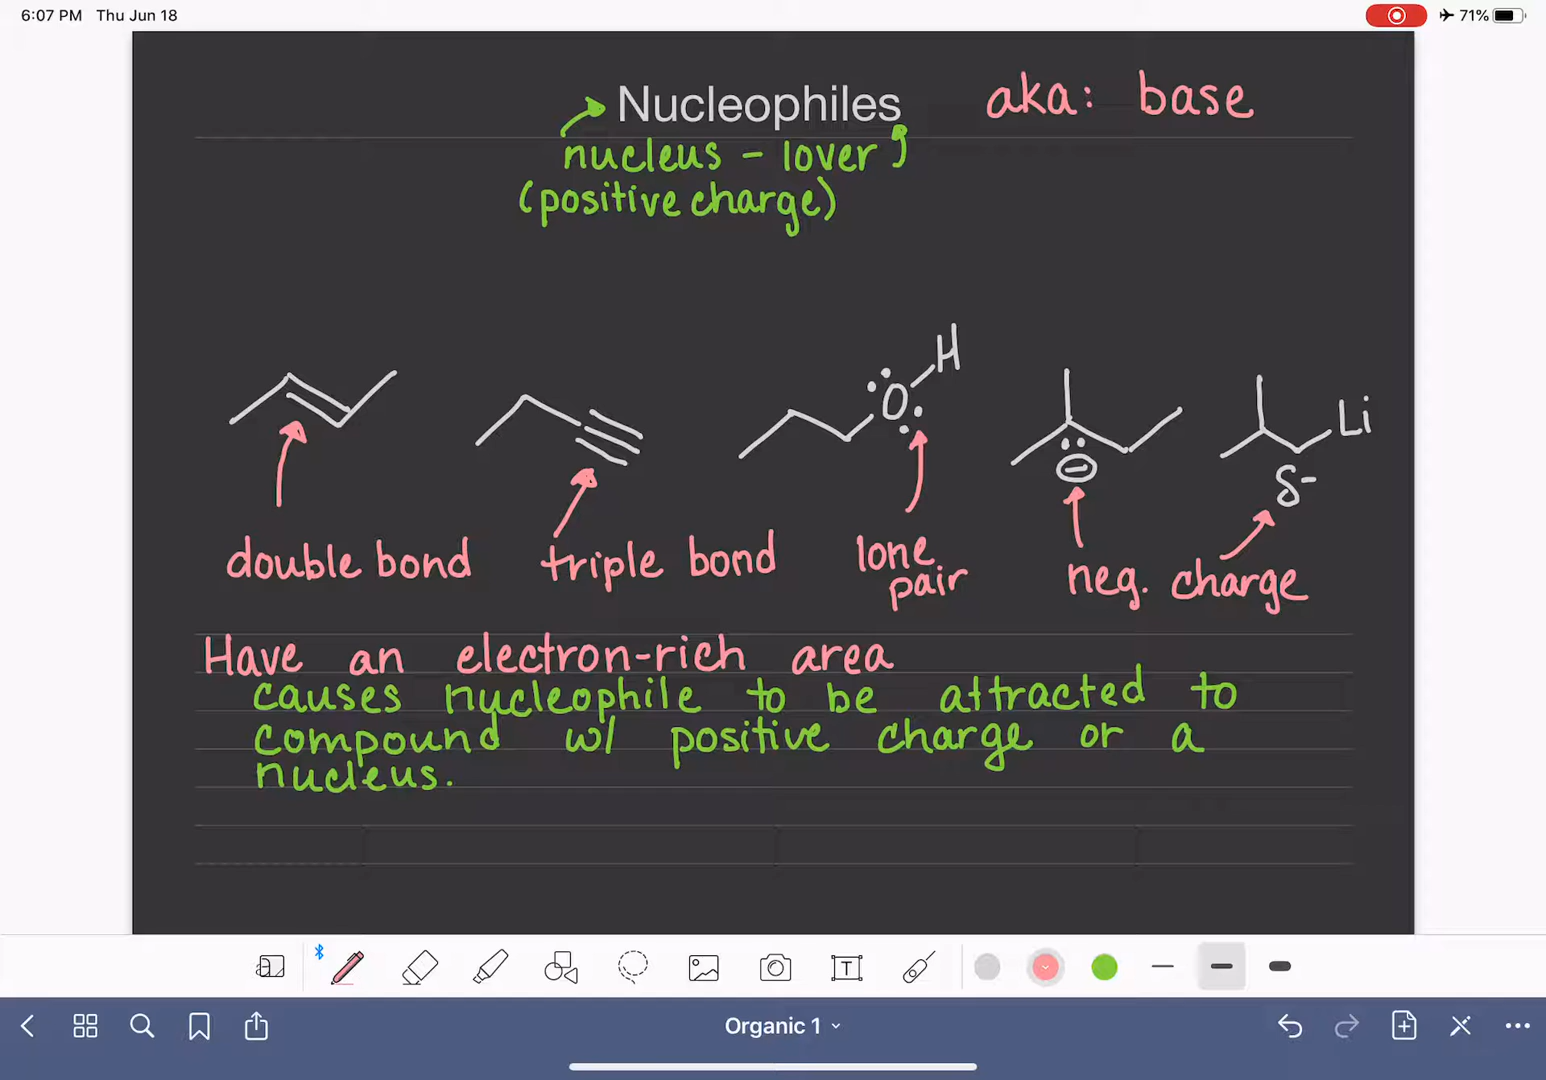 6:07 PM Thu Jun 18
71%
Nucleophiles
aka: base
nucleus - lover
(positive charge)
H
O
Li
δ-
double bond
triple bond
lone
pair
neg. charge
Have an electron-rich area
causes nucleophile to be attracted to
compound w/ positive charge or a
nucleus.
T
Organic 1